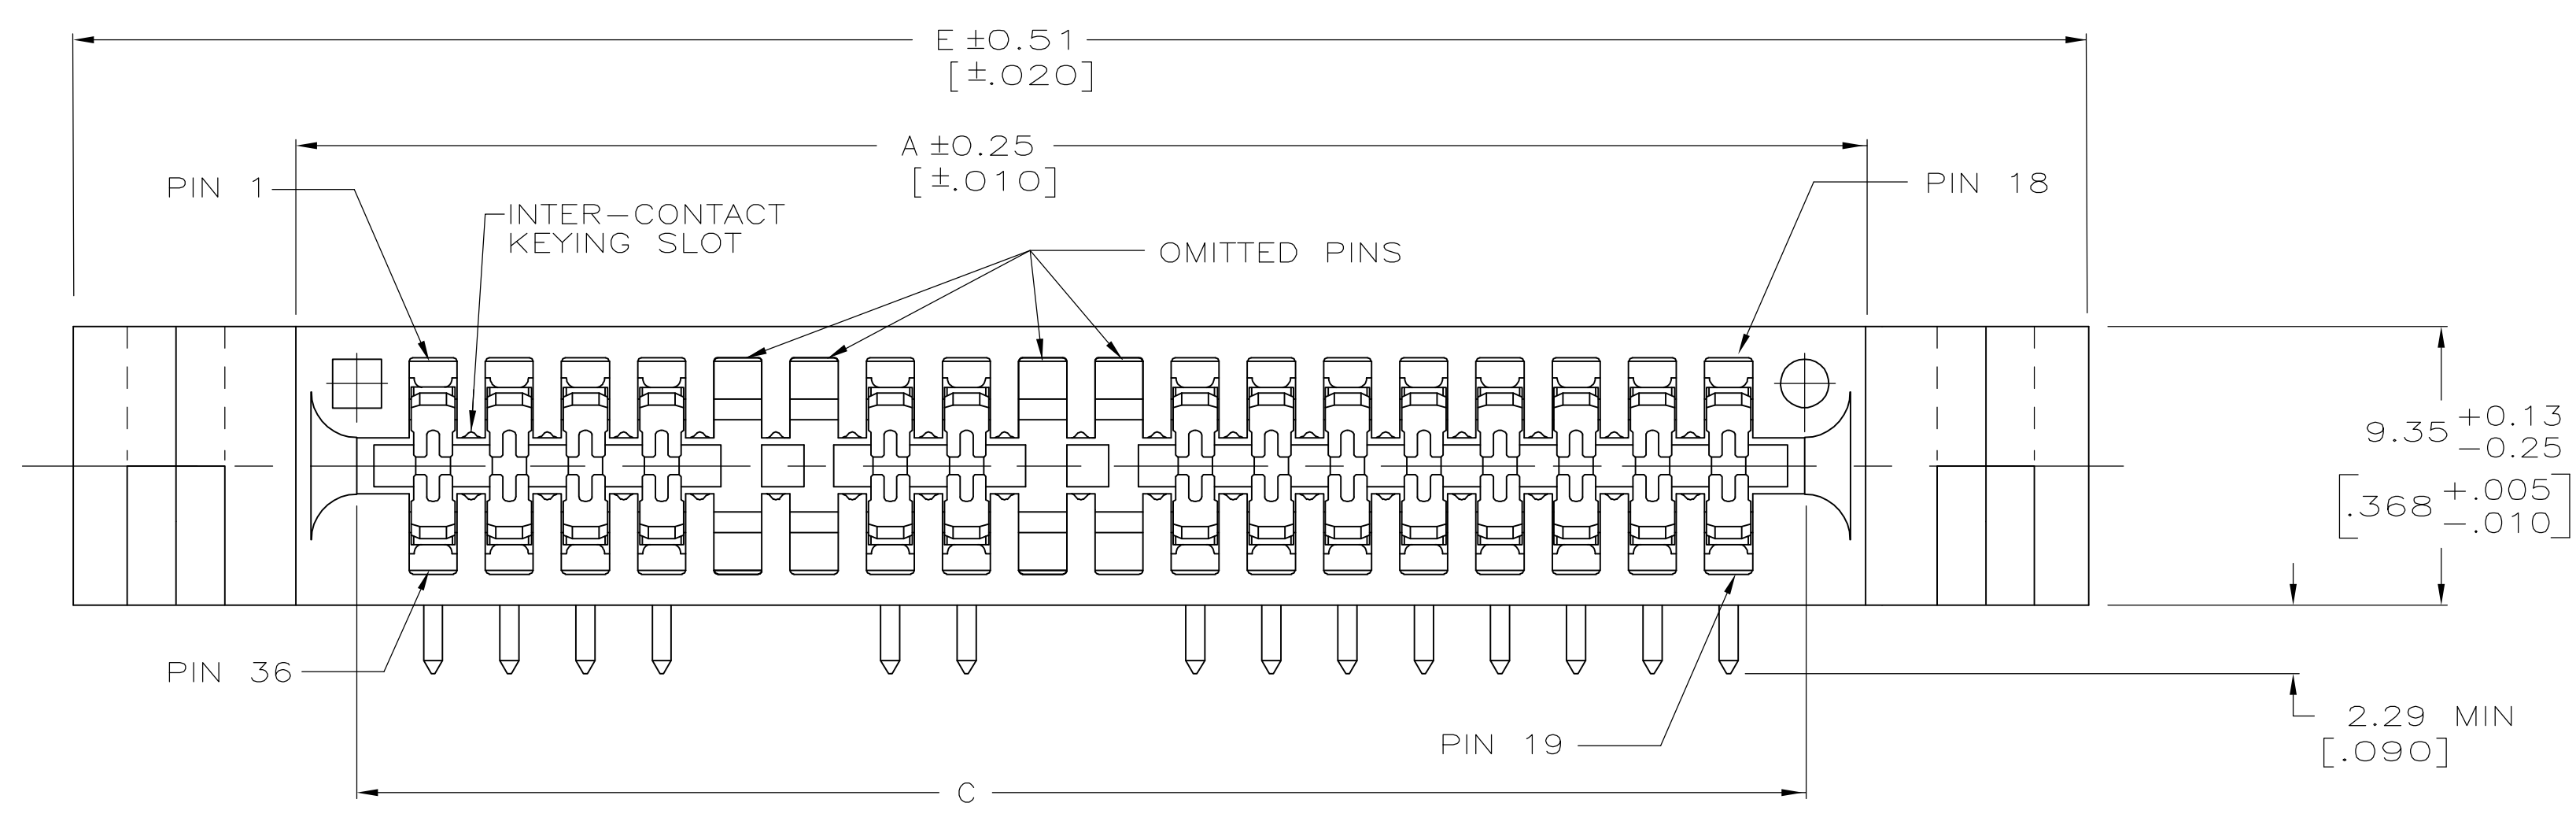 E ±0.51
[±.020]
A ±0.25
[±.010]
PIN 1
PIN 18
INTER-CONTACT
KEYING SLOT
OMITTED PINS
9.35 +0.13
-0.25
[.368 +.005
-.010]
PIN 36
2.29 MIN
[.090]
PIN 19
C